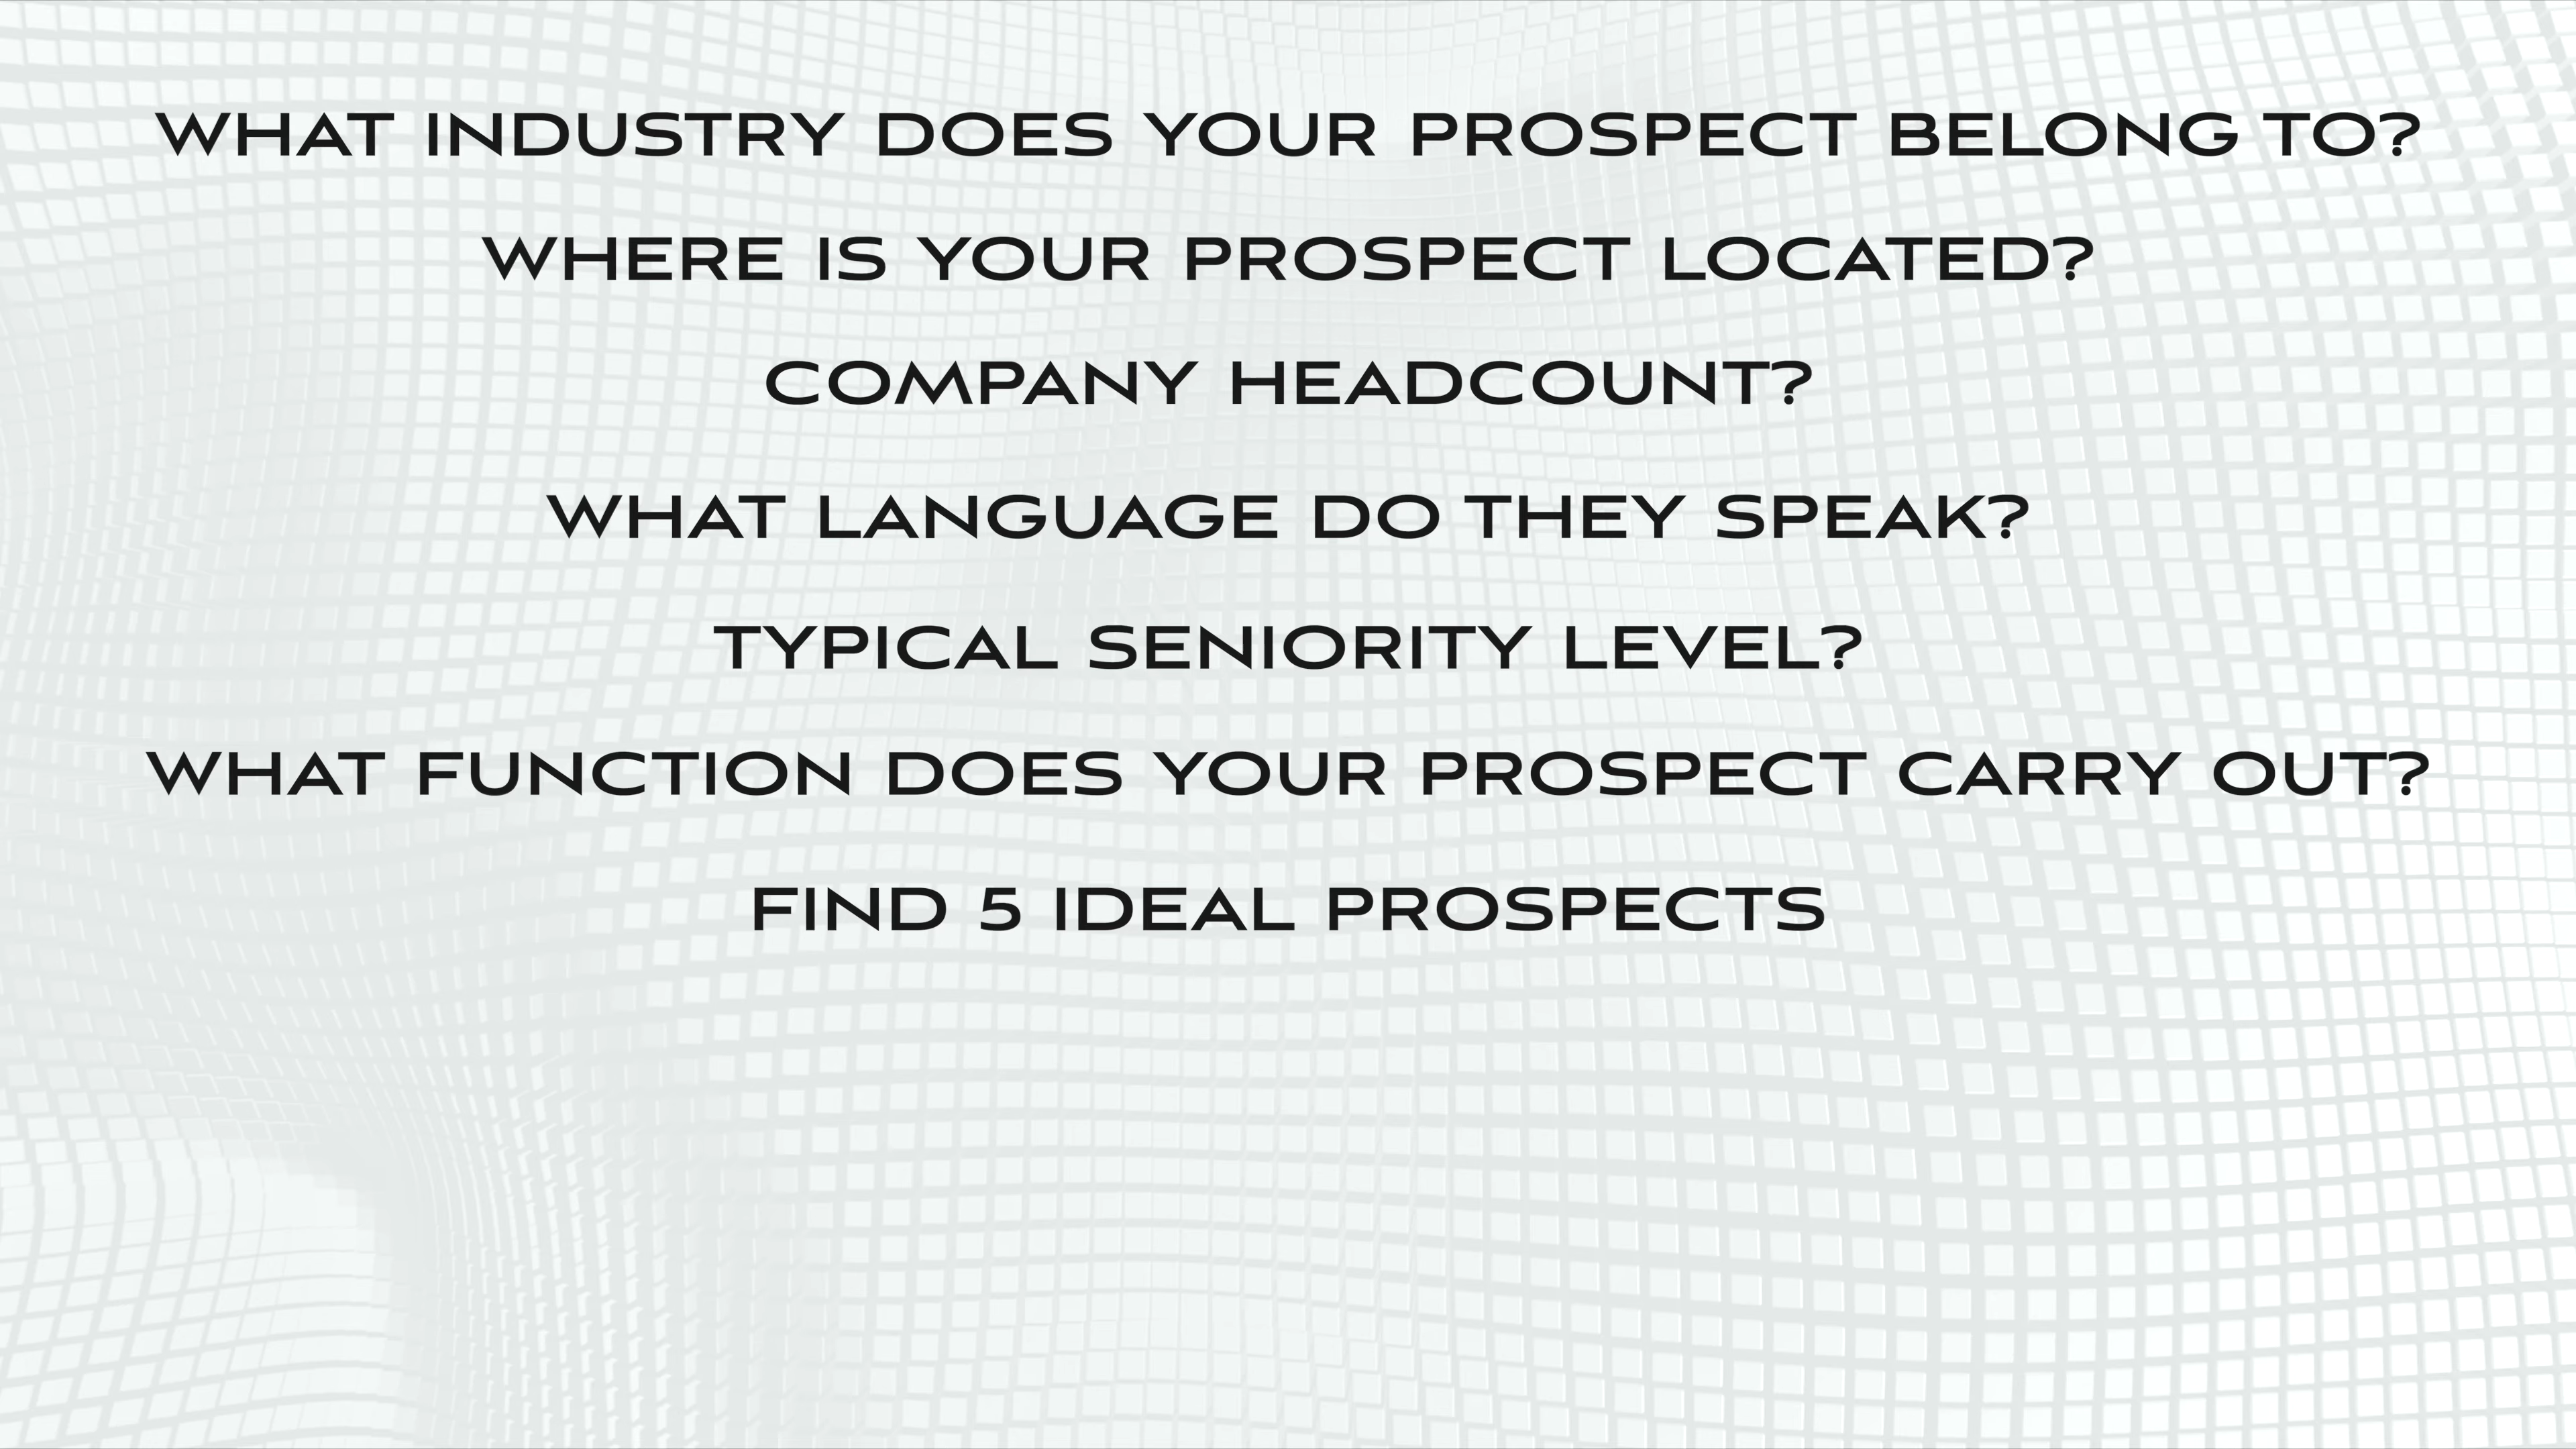 WHAT INDUSTRY DOES YOUR PROSPECT BELONG TO?
WHERE IS YOUR PROSPECT LOCATED?
COMPANY HEADCOUNT?
WHAT LANGUAGE DO THEY SPEAK?
TYPICAL SENIORITY LEVEL?
WHAT FUNCTION DOES YOUR PROSPECT CARRY OUT?
FIND 5 IDEAL PROSPECTS